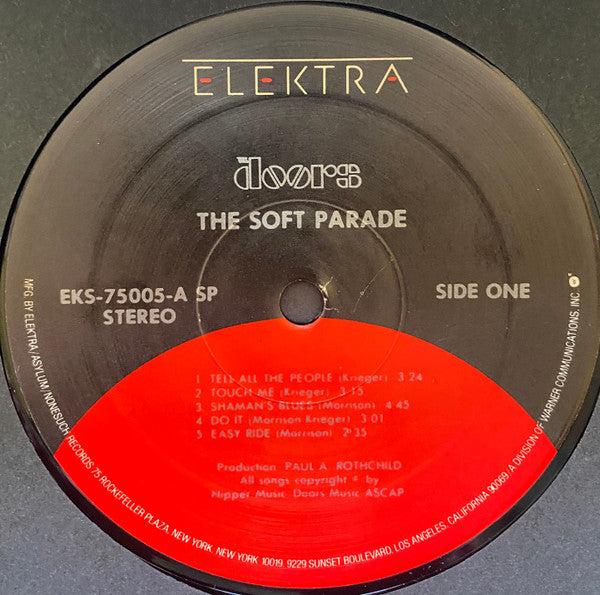 ELEKTRA
the doors
THE SOFT PARADE
EKS-75005-A SP
STEREO
SIDE ONE
1 TELL ALL THE PEOPLE (Krieger) 3:24
2 TOUCH ME (Krieger) 3:15
3 SHAMAN'S BLUES (Morrison) 4:45
4 DO IT (Morrison Krieger) 3:01
5 EASY RIDE (Morrison) 2:35
Production PAUL A. ROTHCHILD
All songs copyright © by
Nipper Music Doors Music ASCAP
MFG. BY ELEKTRA/ASYLUM/NONESUCH RECORDS 75 ROCKEFELLER PLAZA, NEW YORK, NEW YORK 10019. 9229 SUNSET BOULEVARD, LOS ANGELES, CALIFORNIA 90069. A DIVISION OF WARNER COMMUNICATIONS, INC.